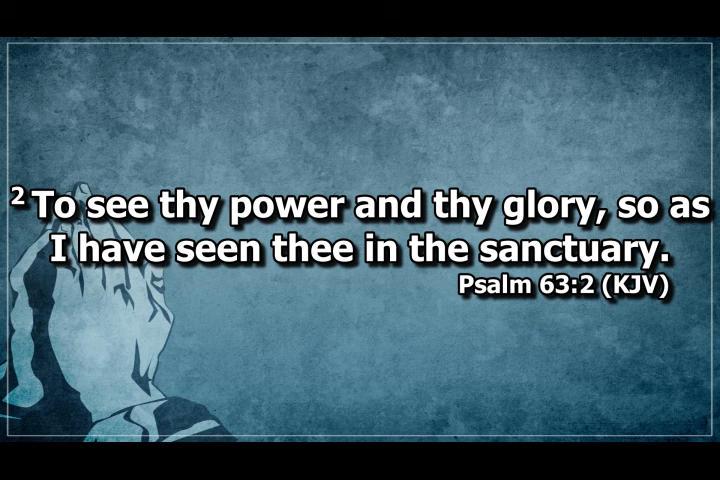 2 To see thy power and thy glory, so as
I have seen thee in the sanctuary.
Psalm 63:2 (KJV)